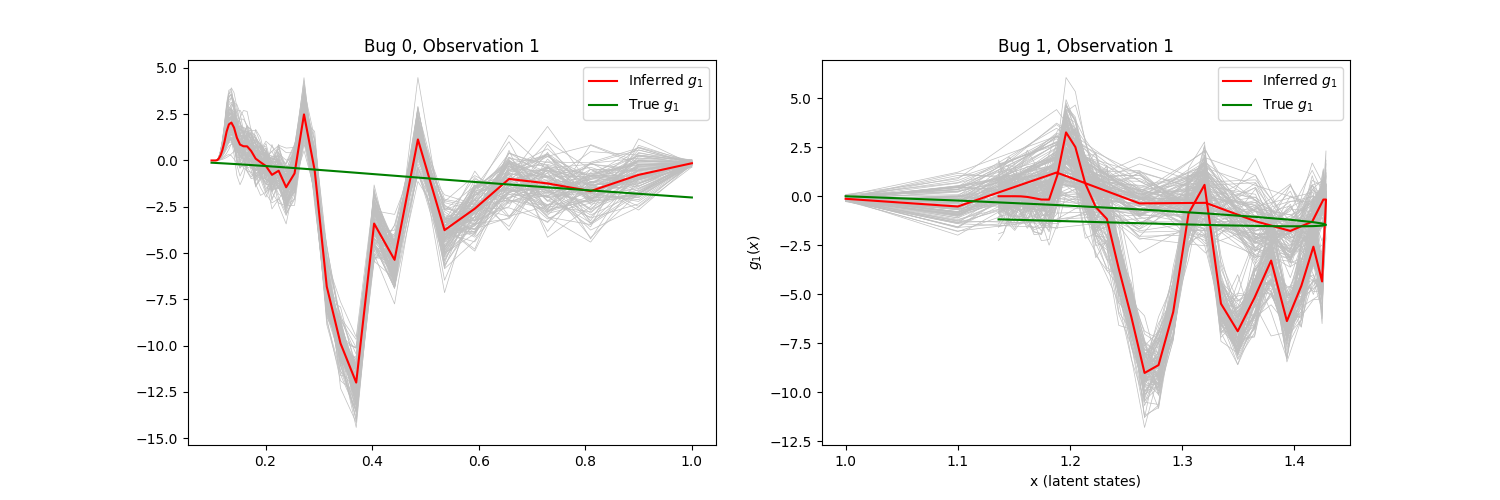 Bug 0, Observation 1
Inferred g₁
True g₁
5.0
2.5
0.0
−2.5
−5.0
−7.5
−10.0
−12.5
−15.0
0.2 0.4 0.6 0.8 1.0
Bug 1, Observation 1
Inferred g₁
True g₁
g₁(x)
5.0
2.5
0.0
−2.5
−5.0
−7.5
−10.0
−12.5
1.0 1.1 1.2 1.3 1.4
x (latent states)